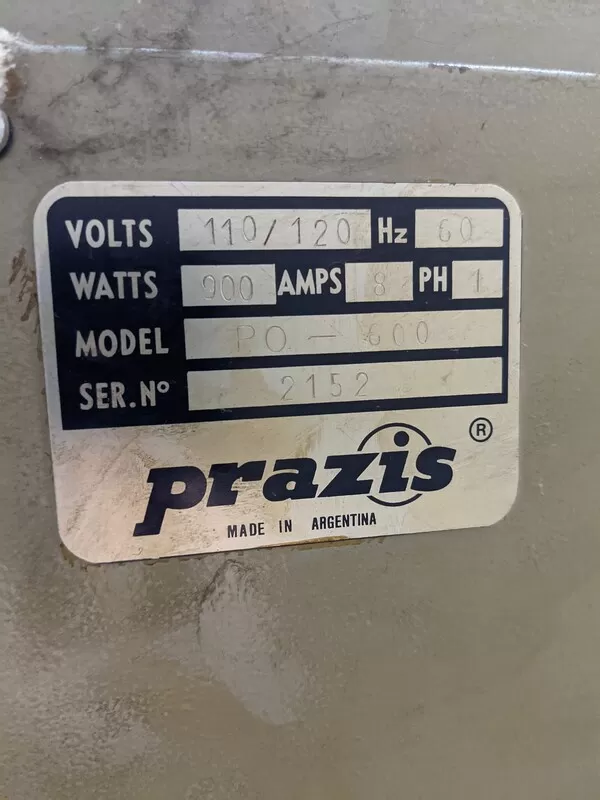 VOLTS 110/120 Hz 60
WATTS 900 AMPS 8 PH 1
MODEL PO-600
SER.Nº 2152
prazis ®
MADE IN ARGENTINA